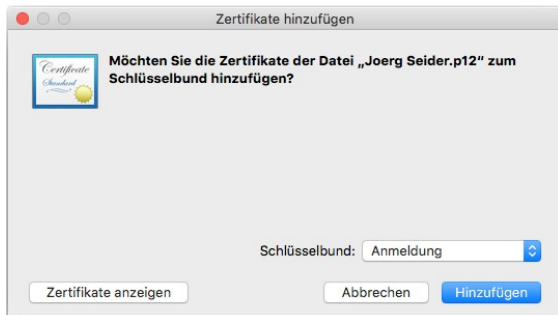 Zertifikate hinzufügen
Certificate
Standard
Möchten Sie die Zertifikate der Datei „Joerg Seider.p12“ zum
Schlüsselbund hinzufügen?
Schlüsselbund: Anmeldung
Zertifikate anzeigen Abbrechen Hinzufügen